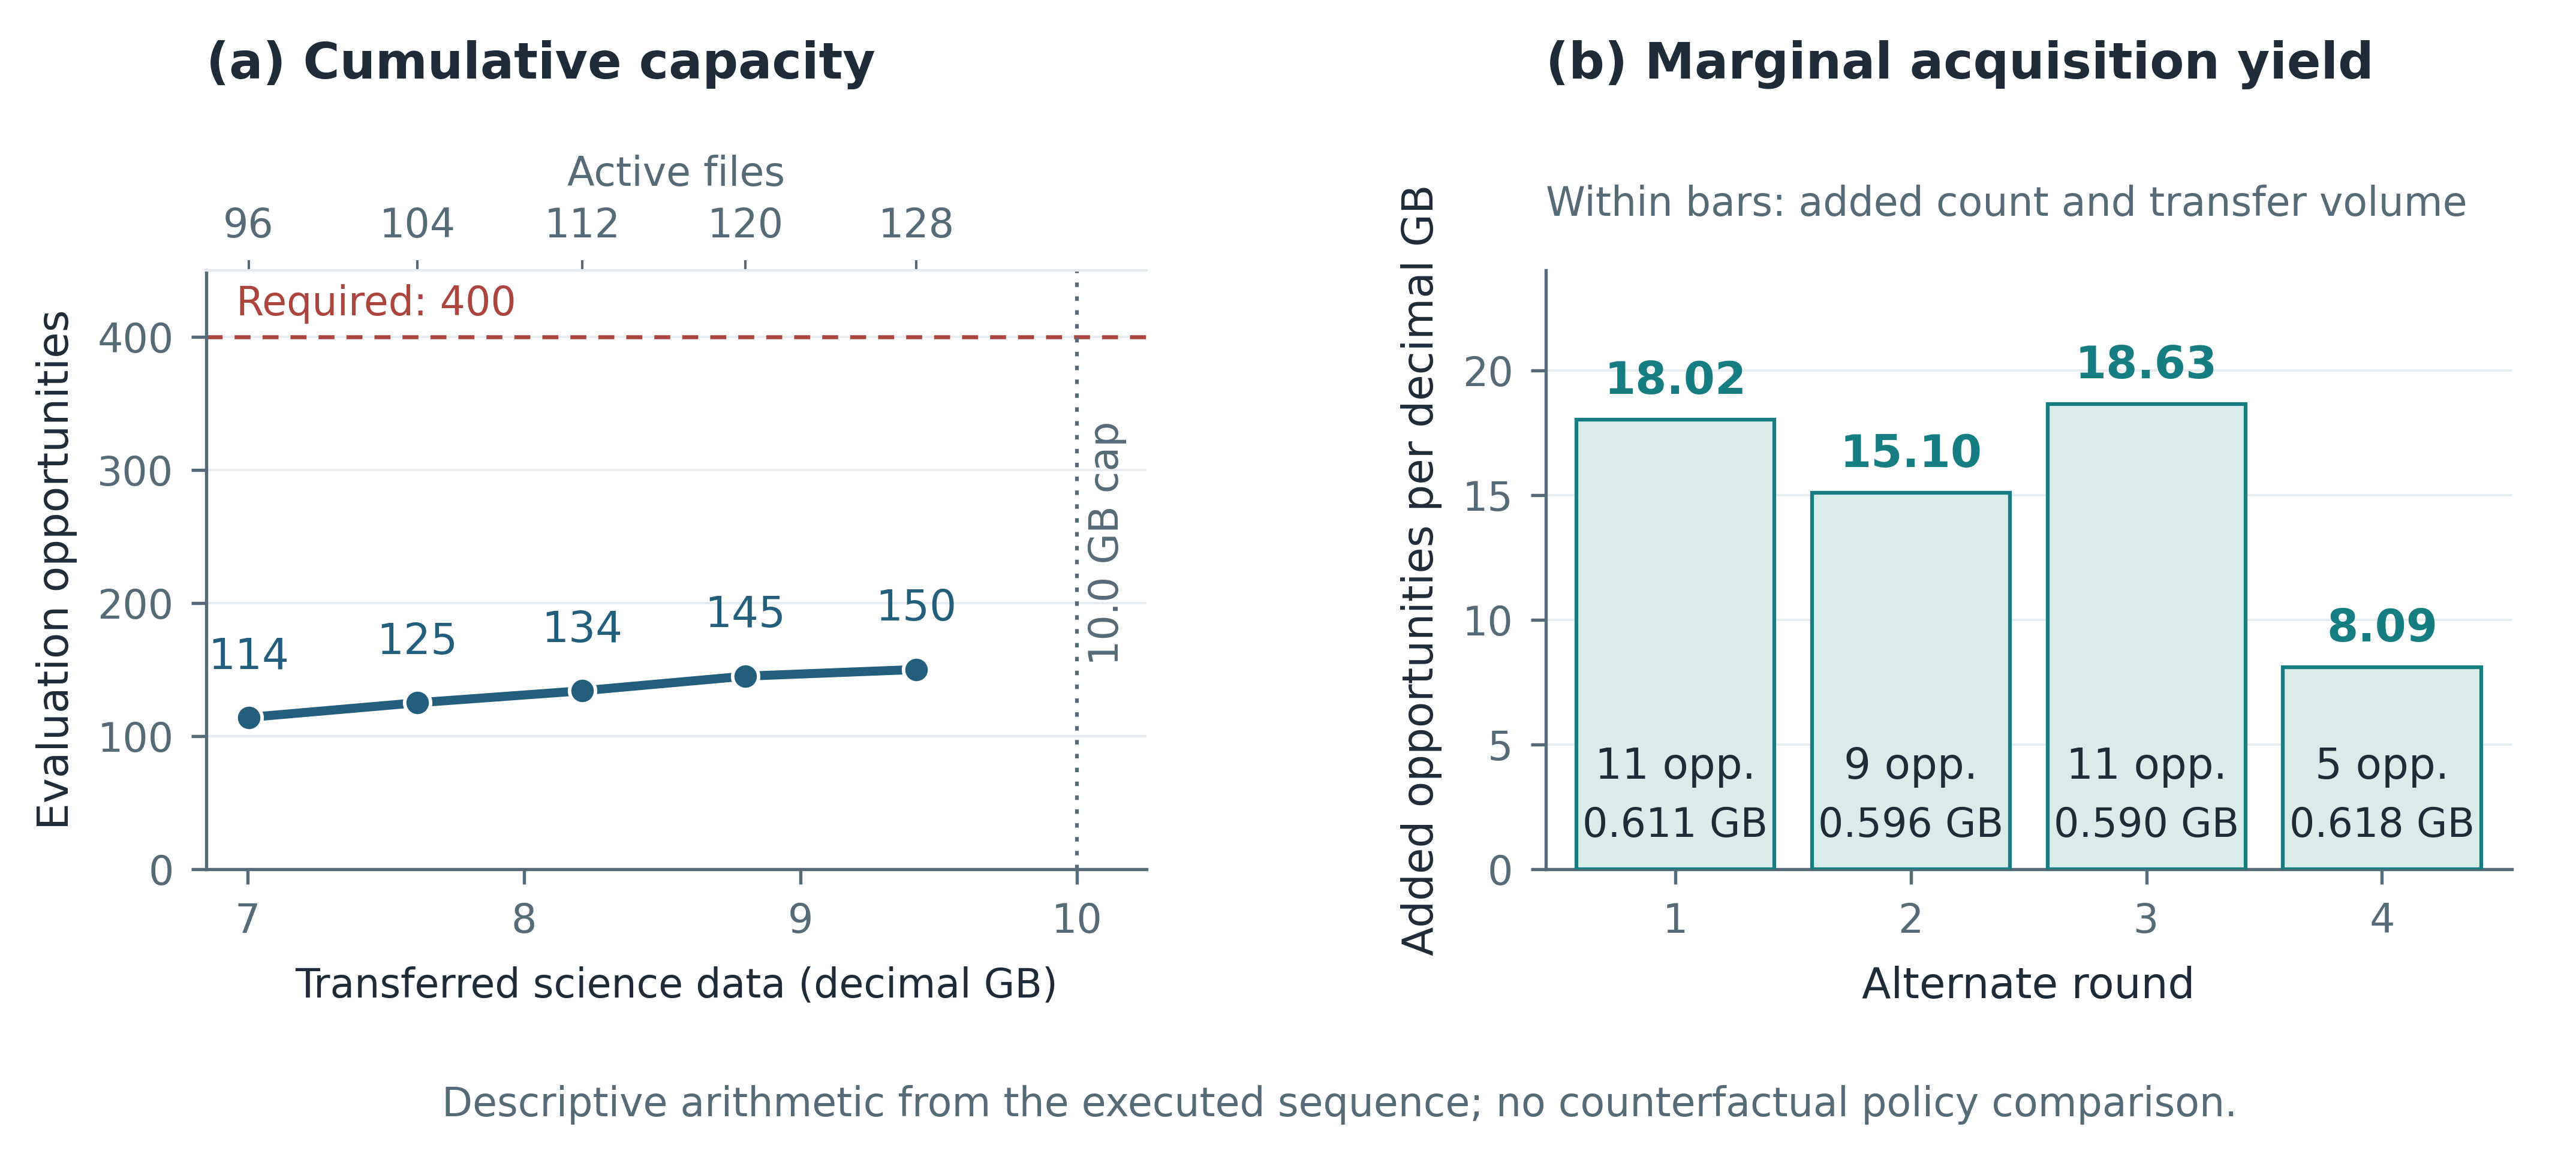 (a) Cumulative capacity
Active files
96 104 112 120 128
Required: 400
Evaluation opportunities
400
300
200
100
0
114 125 134 145 150
10.0 GB cap
7 8 9 10
Transferred science data (decimal GB)
(b) Marginal acquisition yield
Within bars: added count and transfer volume
Added opportunities per decimal GB
20
15
10
5
0
18.02 15.10 18.63 8.09
11 opp. 9 opp. 11 opp. 5 opp.
0.611 GB 0.596 GB 0.590 GB 0.618 GB
1 2 3 4
Alternate round
Descriptive arithmetic from the executed sequence; no counterfactual policy comparison.